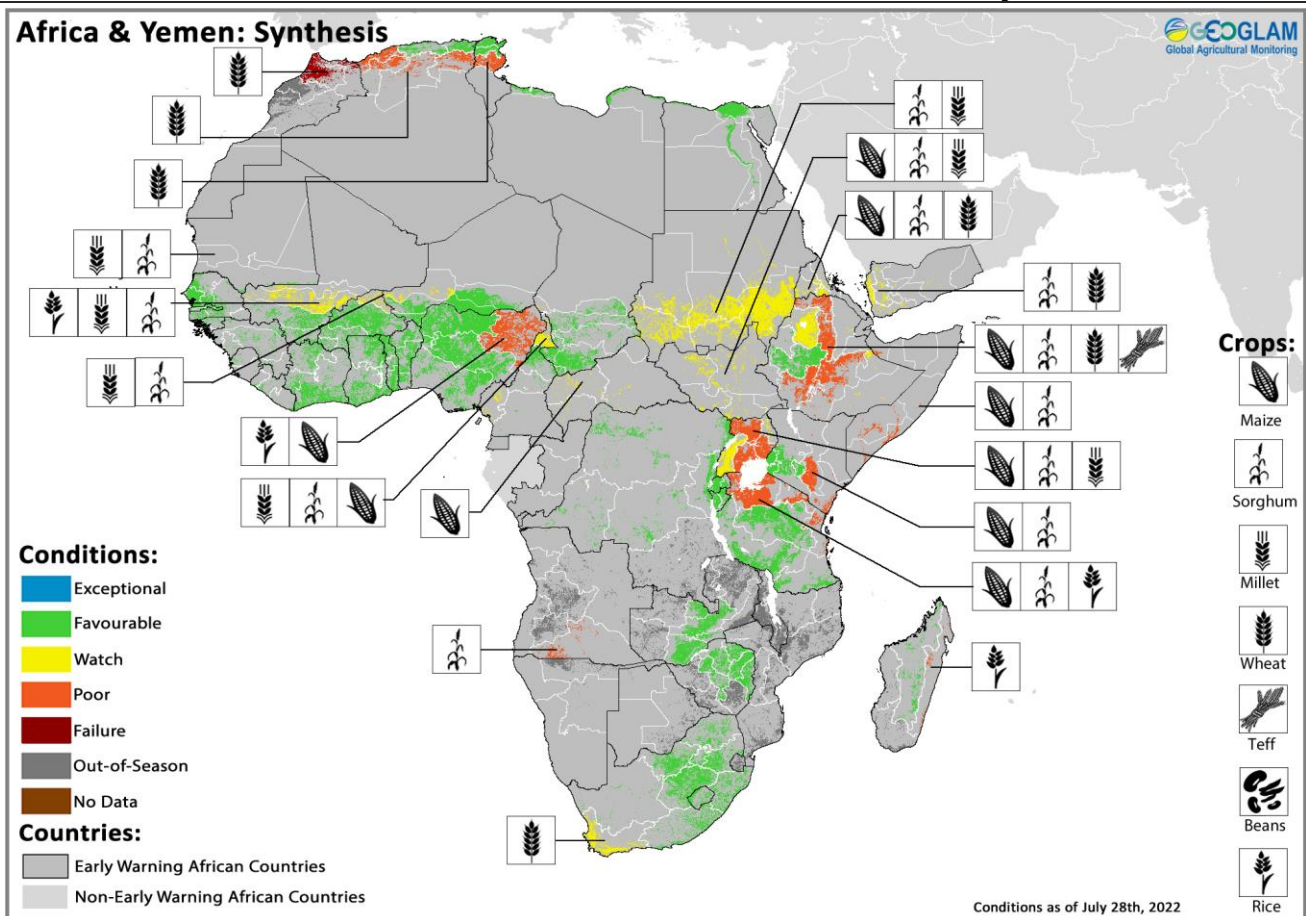 Africa & Yemen: Synthesis
GEOGLAM
Global Agricultural Monitoring
Crops:
Maize
Sorghum
Millet
Wheat
Teff
Beans
Rice
Conditions:
Exceptional
Favourable
Watch
Poor
Failure
Out-of-Season
No Data
Countries:
Early Warning African Countries
Non-Early Warning African Countries
Conditions as of July 28th, 2022